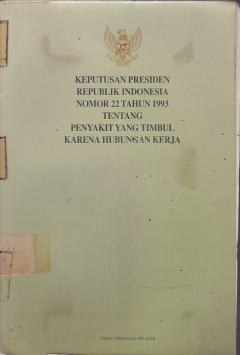 KEPUTUSAN PRESIDEN
REPUBLIK INDONESIA
NOMOR 22 TAHUN 1993
TENTANG
PENYAKIT YANG TIMBUL
KARENA HUBUNGAN KERJA